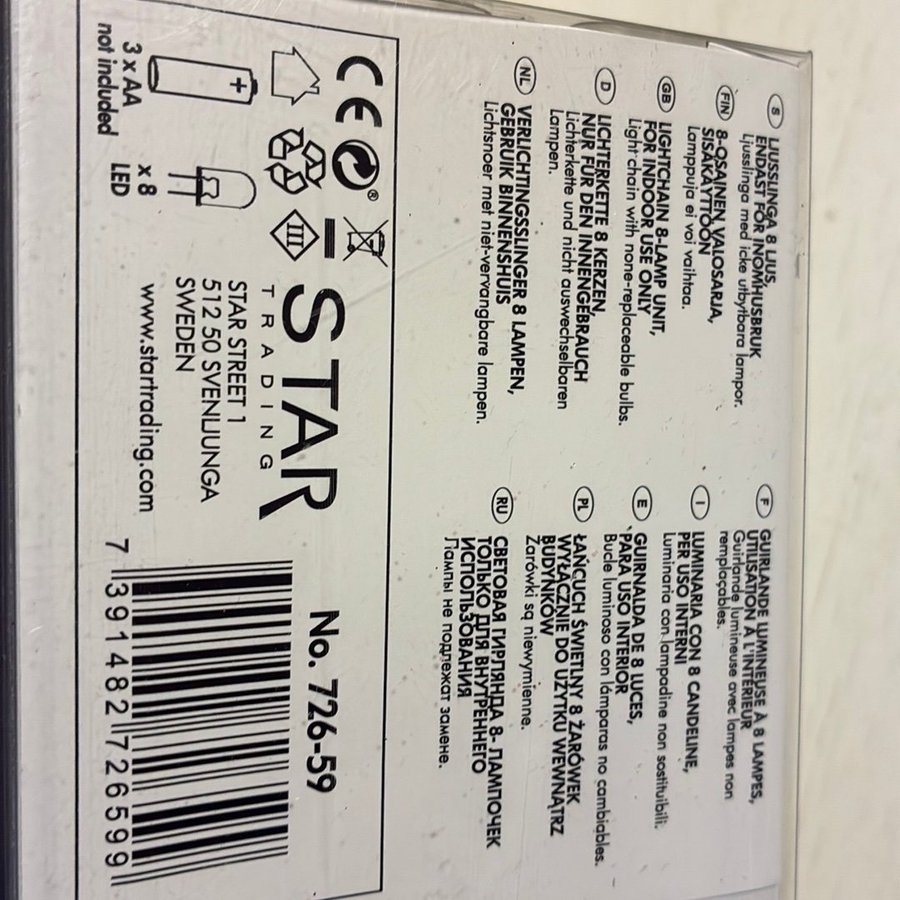 S
LJUSSLINGA 8 LJUS,
ENDAST FÖR INOMHUSBRUK
Ljusslinga med icke utbytbara lampor.
FIN
8-OSAINEN VALOSARJA,
SISÄKÄYTTÖÖN
Lamppuja ei voi vaihtaa.
GB
LIGHTCHAIN 8-LAMP UNIT,
FOR INDOOR USE ONLY
Light chain with none-replaceable bulbs.
D
LICHTERKETTE 8 KERZEN,
NUR FÜR DEN INNENGEBRAUCH
Lichterkette und nicht auswechselbaren
Lampen.
NL
VERLICHTINGSSLINGER 8 LAMPEN,
GEBRUIK BINNENSHUIS
Lichtsnoer met niet-vervangbare lampen.
F
GUIRLANDE LUMINEUSE À 8 LAMPES,
UTILISATION À L'INTÉRIEUR
Guirlande lumineuse avec lampes non
remplaçables.
I
LUMINARIA CON 8 CANDELINE,
PER USO INTERNI
Luminaria con lampadine non sostituibili.
E
GUIRNALDA DE 8 LUCES,
PARA USO INTERIOR
Bucle luminoso con lámparas no cambiables.
PL
ŁAŃCUCH ŚWIETLNY 8 ŻARÓWEK
WYŁĄCZNIE DO UŻYTKU WEWNĄTRZ
BUDYNKÓW
Żarówki są niewymienne.
RU
СВЕТОВАЯ ГИРЛЯНДА 8- ЛАМПОЧЕК
ТОЛЬКО ДЛЯ ВНУТРЕННЕГО
ИСПОЛЬЗОВАНИЯ
Лампы не подлежат замене.
CE
®
III
3 x AA
not included
x 8
LED
STAR
TRADING
STAR STREET 1
512 50 SVENLJUNGA
SWEDEN
www.startrading.com
No. 726-59
7 391482 726599